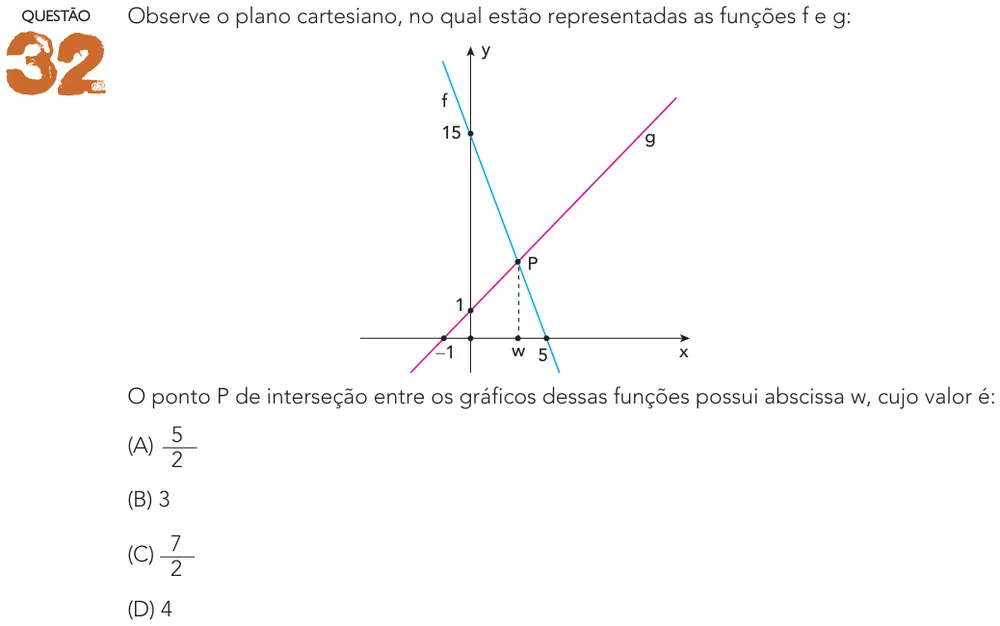 QUESTÃO
32
Observe o plano cartesiano, no qual estão representadas as funções f e g:
y
f
15
g
P
1
–1
w
5
x
O ponto P de interseção entre os gráficos dessas funções possui abscissa w, cujo valor é:
(A) 5/2
(B) 3
(C) 7/2
(D) 4